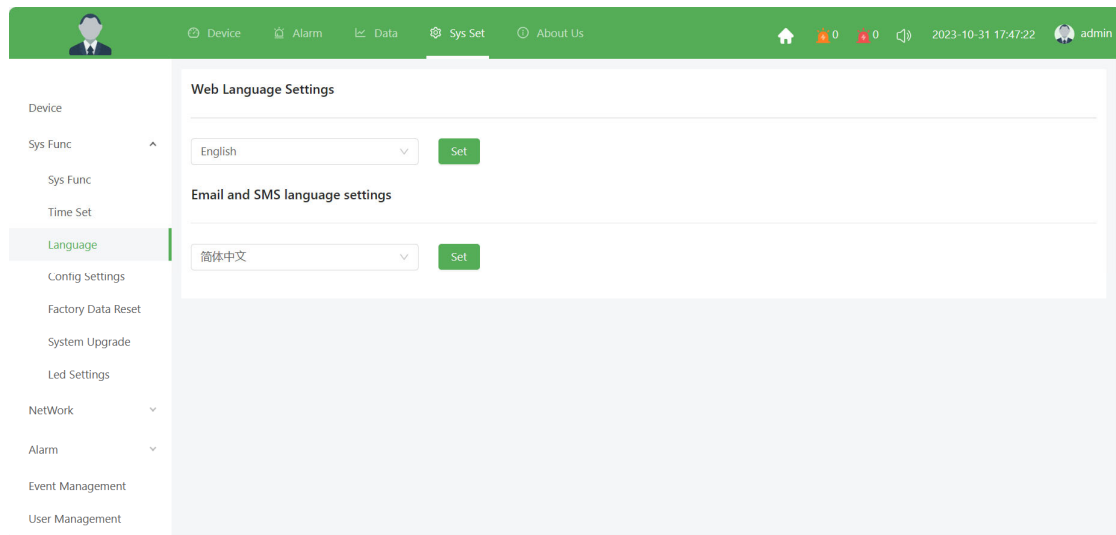 Device Alarm Data Sys Set About Us 0 0 2023-10-31 17:47:22 admin
Device
Sys Func
Sys Func
Time Set
Language
Config Settings
Factory Data Reset
System Upgrade
Led Settings
NetWork
Alarm
Event Management
User Management
Web Language Settings
English Set
Email and SMS language settings
简体中文 Set